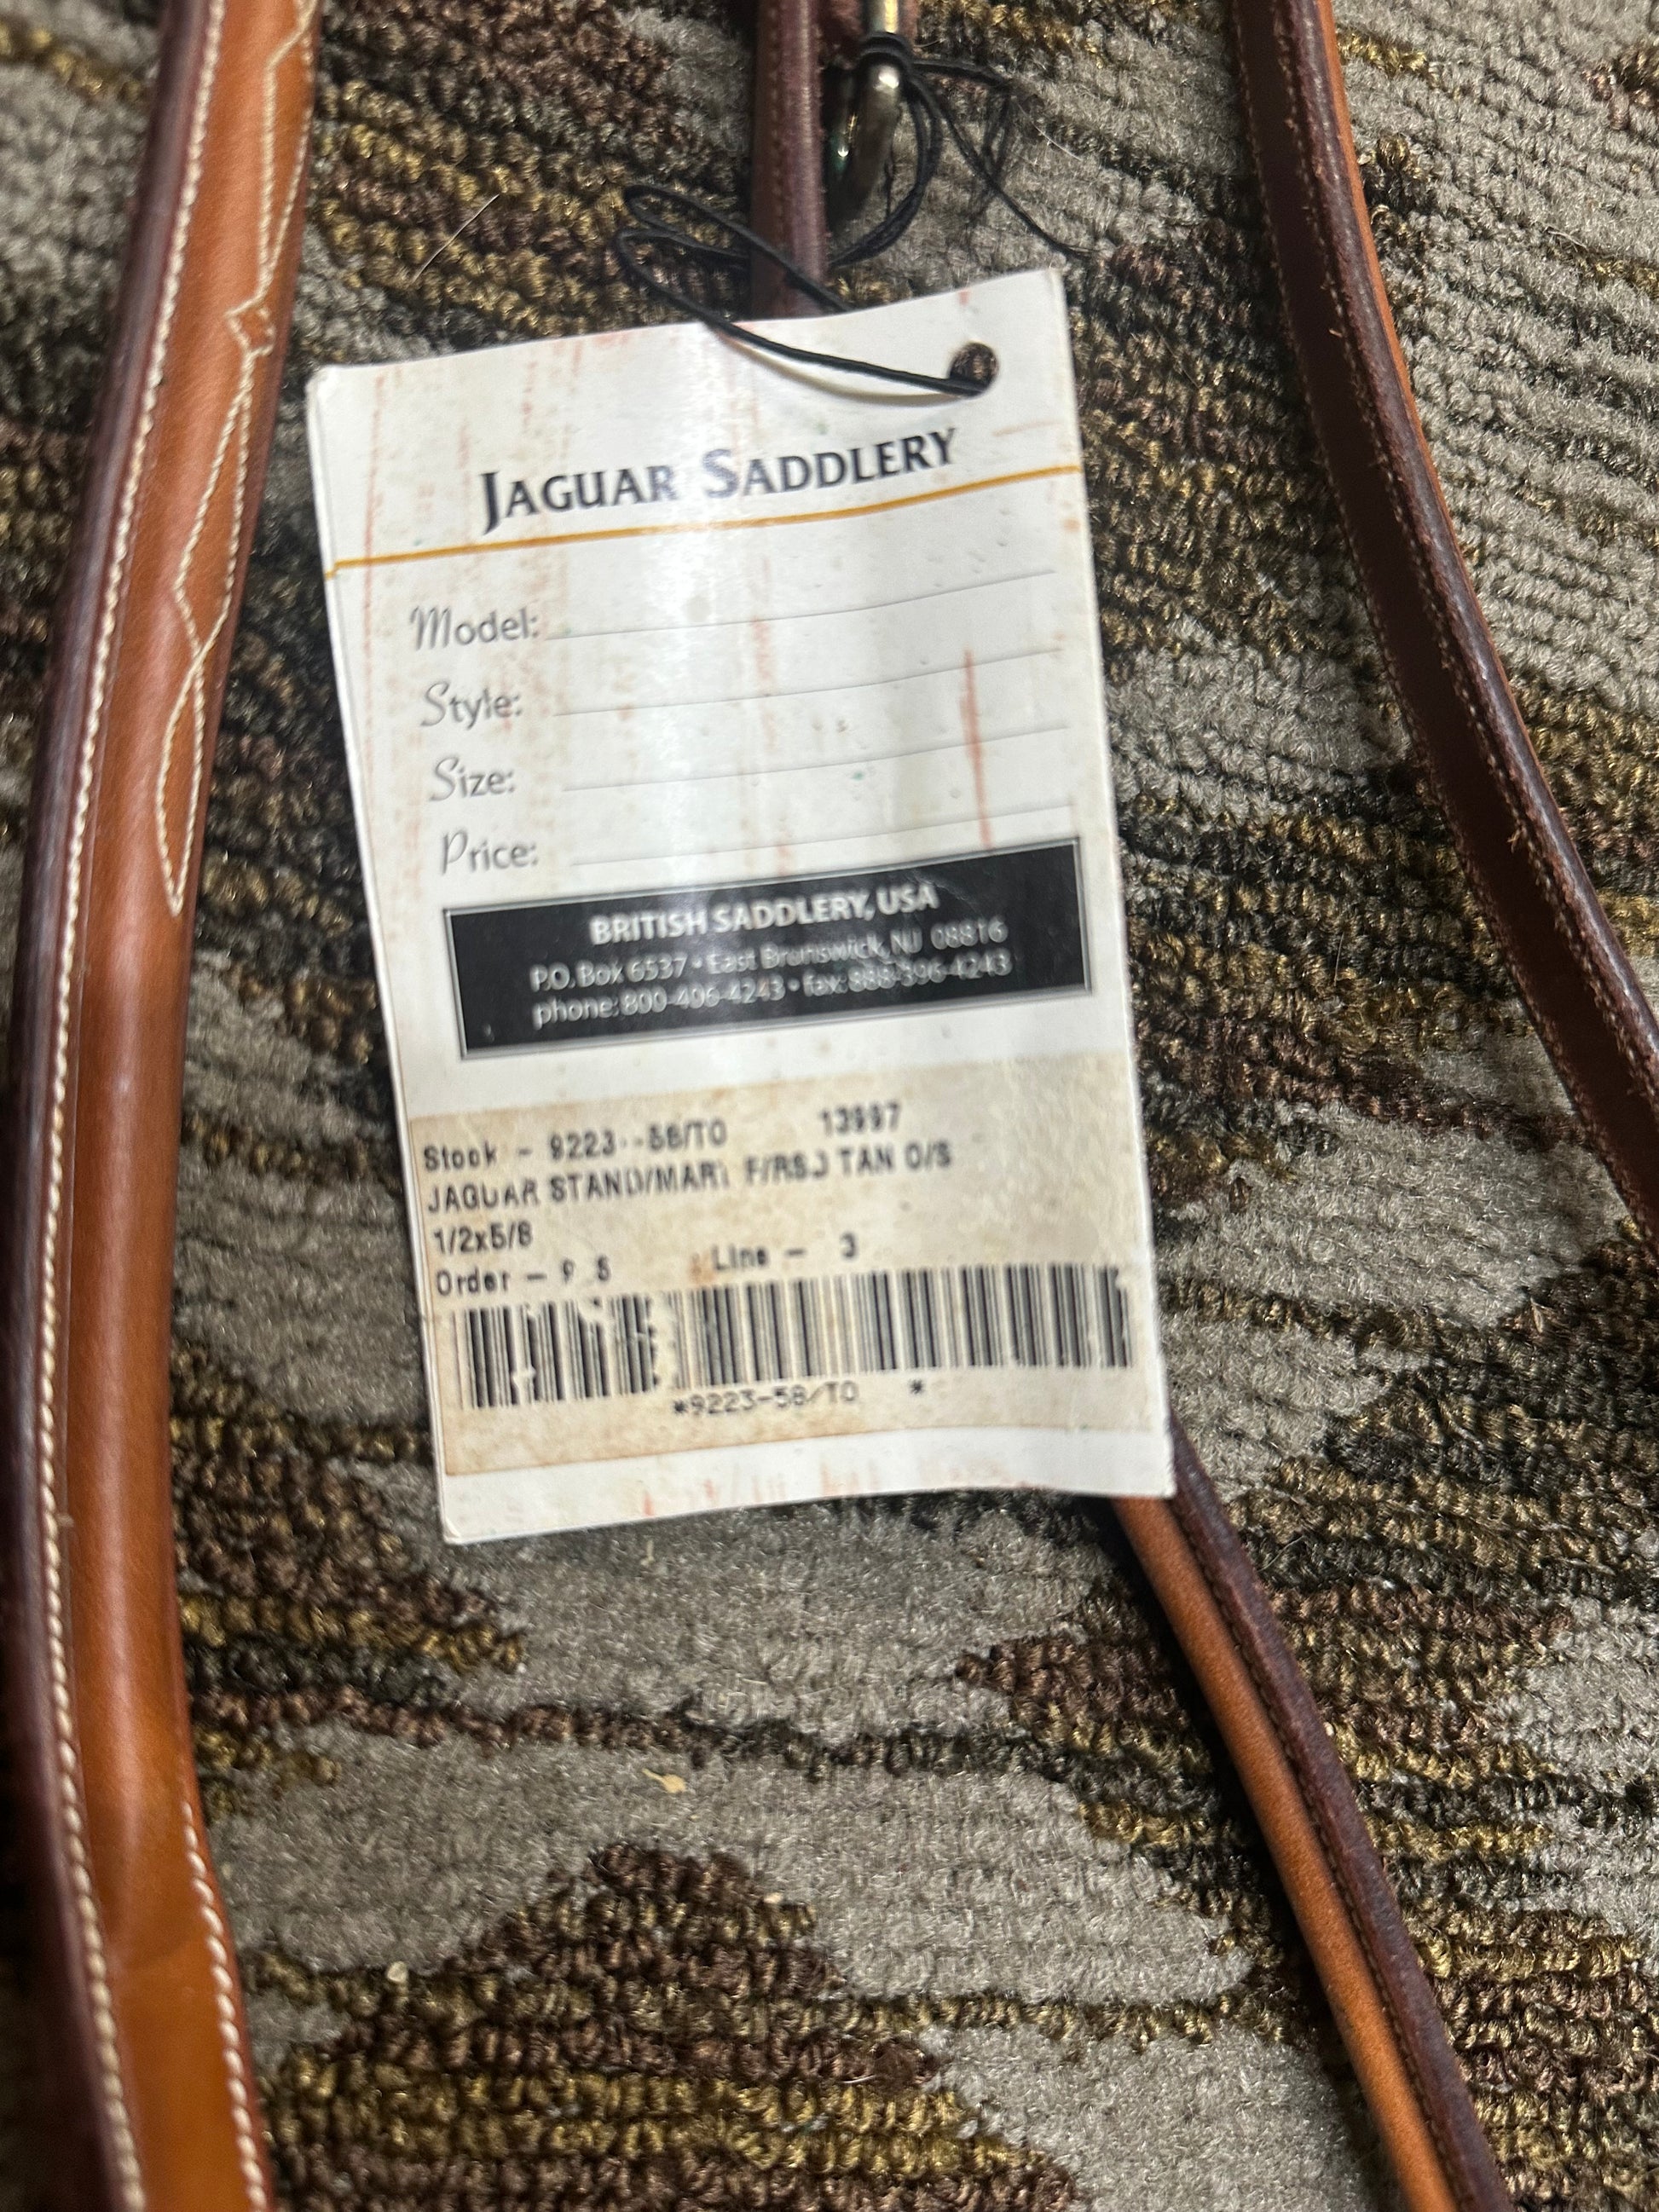 JAGUAR SADDLERY
Model:
Style:
Size:
Price:
BRITISH SADDLERY, USA
P.O. Box 6537 • East Brunswick, NJ 08816
phone: 800-406-4243 • fax: 888-396-4243
Stock - 9223--58/TO 13997
JAGUAR STAND/MART F/RSJ TAN O/S
1/2x5/8
Order - Line - 3
*9223-58/TO *